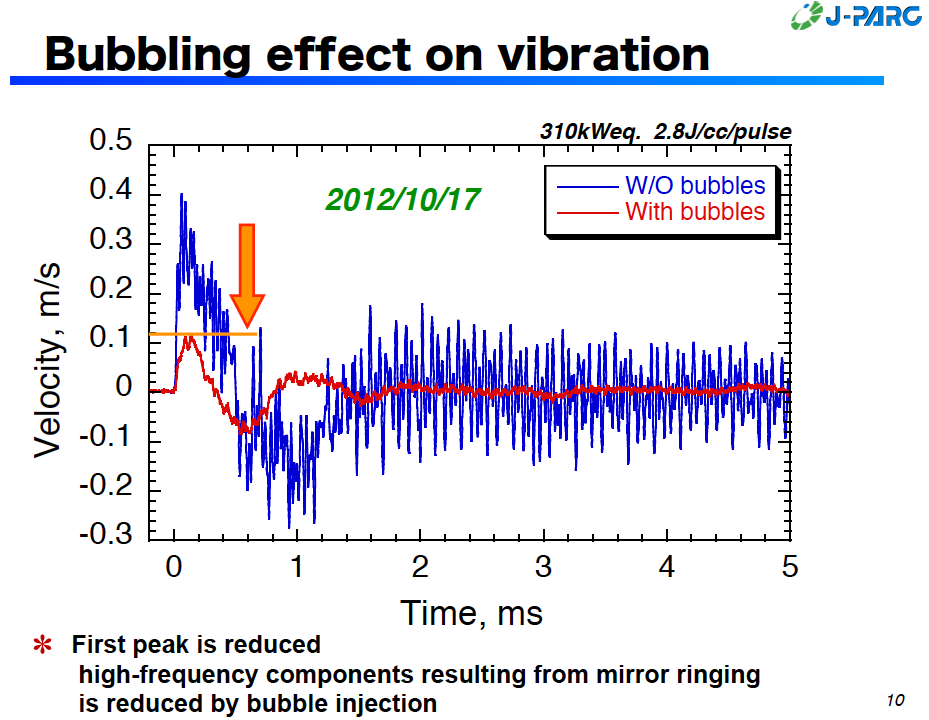 J-PARC
Bubbling effect on vibration
310kWeq. 2.8J/cc/pulse
0.5
0.4
0.3
0.2
0.1
0
-0.1
-0.2
-0.3
Velocity, m/s
2012/10/17
W/O bubbles
With bubbles
0 1 2 3 4 5
Time, ms
* First peak is reduced
high-frequency components resulting from mirror ringing
is reduced by bubble injection
10